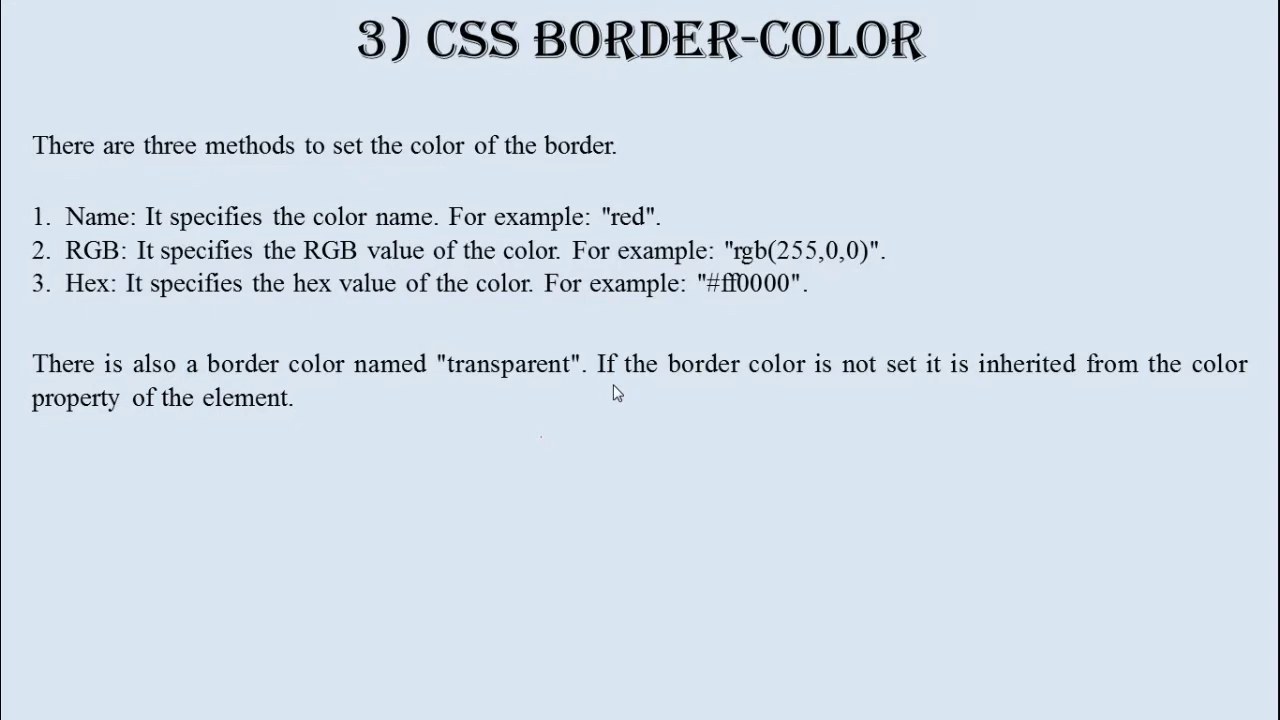 3) CSS BORDER-COLOR
There are three methods to set the color of the border.
1. Name: It specifies the color name. For example: "red".
2. RGB: It specifies the RGB value of the color. For example: "rgb(255,0,0)".
3. Hex: It specifies the hex value of the color. For example: "#ff0000".
There is also a border color named "transparent". If the border color is not set it is inherited from the color
property of the element.